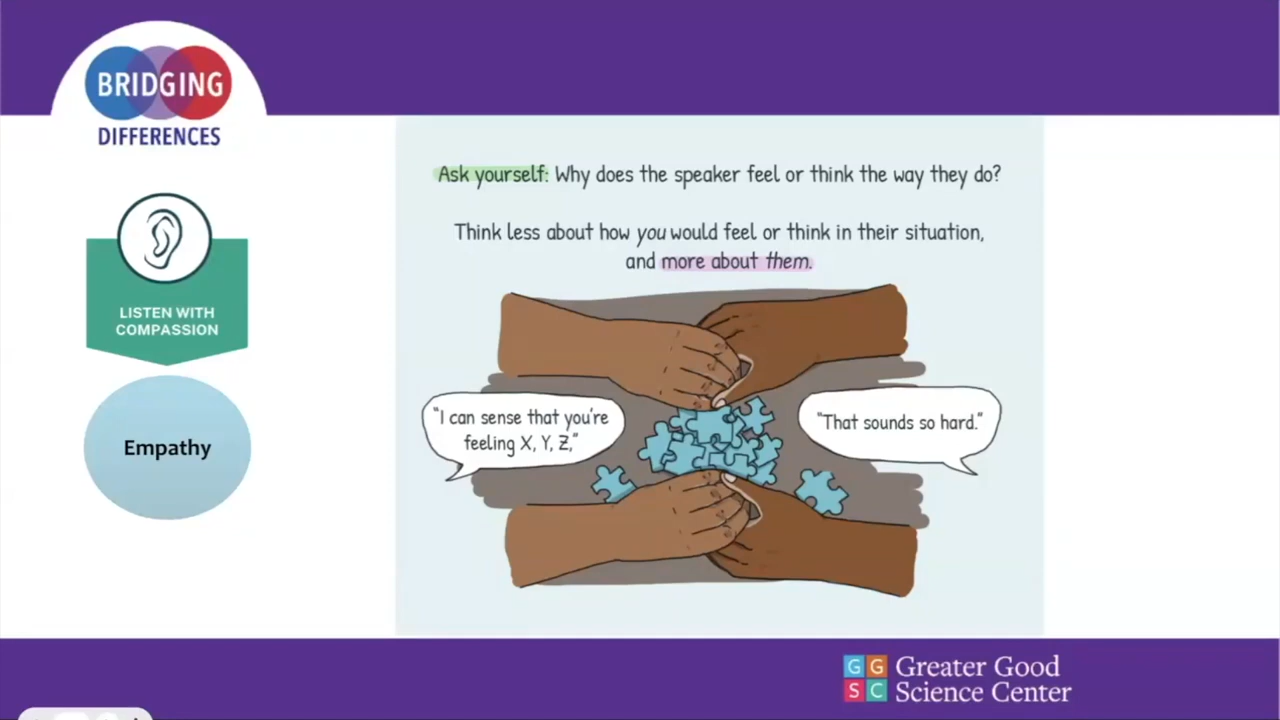 BRIDGING
DIFFERENCES
LISTEN WITH
COMPASSION
Empathy
Ask yourself: Why does the speaker feel or think the way they do?
Think less about how you would feel or think in their situation,
and more about them.
"I can sense that you're
feeling X, Y, Z,"
"That sounds so hard."
G G
S C
Greater Good
Science Center